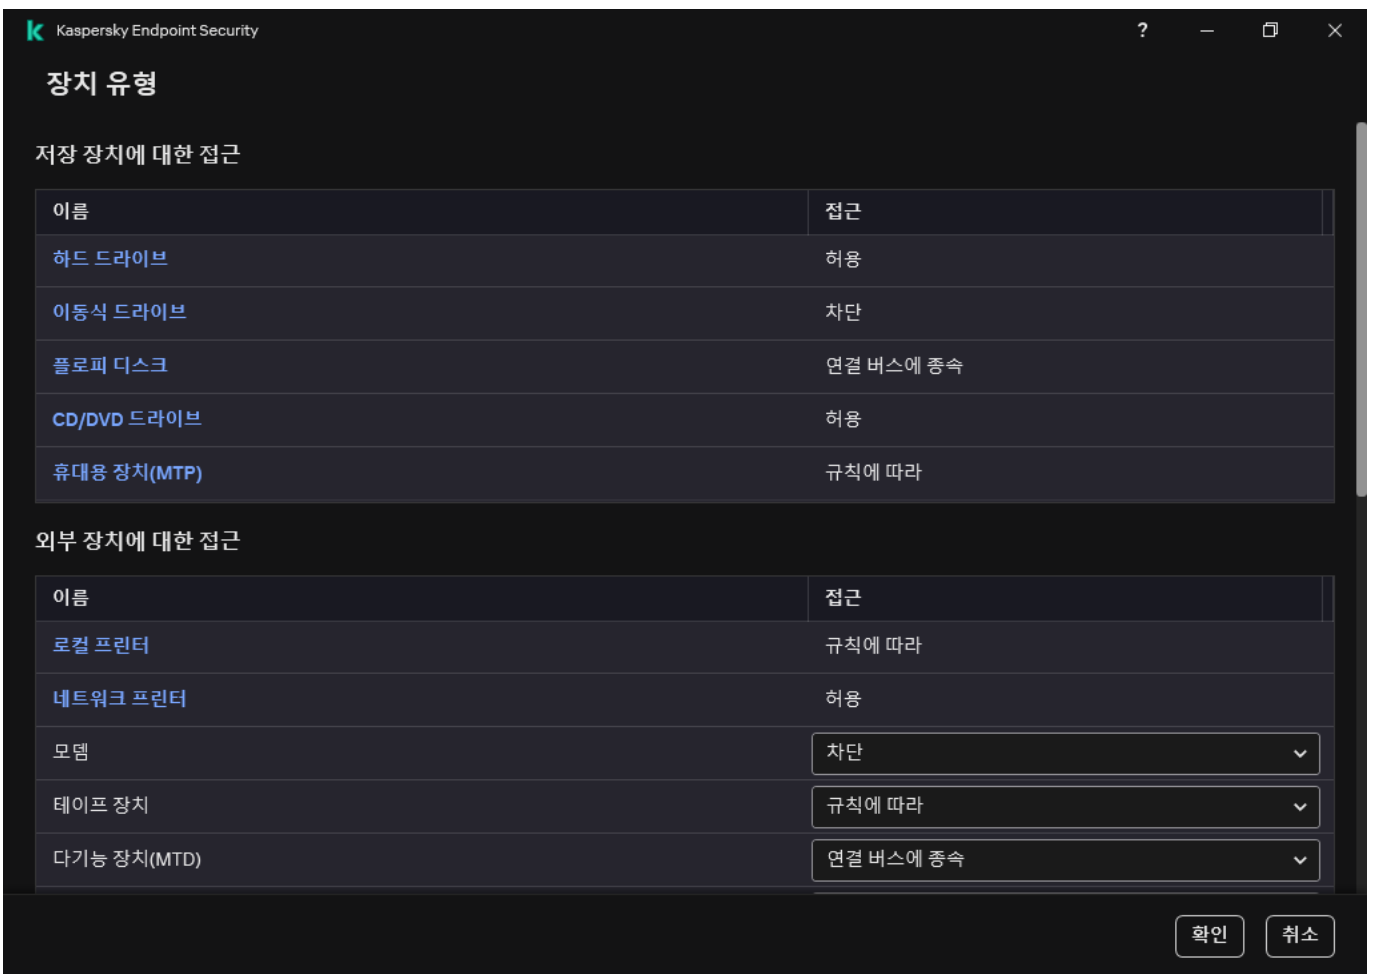 Kaspersky Endpoint Security
장치 유형
저장 장치에 대한 접근
이름 접근
하드 드라이브 허용
이동식 드라이브 차단
플로피 디스크 연결 버스에 종속
CD/DVD 드라이브 허용
휴대용 장치(MTP) 규칙에 따라
외부 장치에 대한 접근
이름 접근
로컬 프린터 규칙에 따라
네트워크 프린터 허용
모뎀 차단
테이프 장치 규칙에 따라
다기능 장치(MTD) 연결 버스에 종속
확인 취소